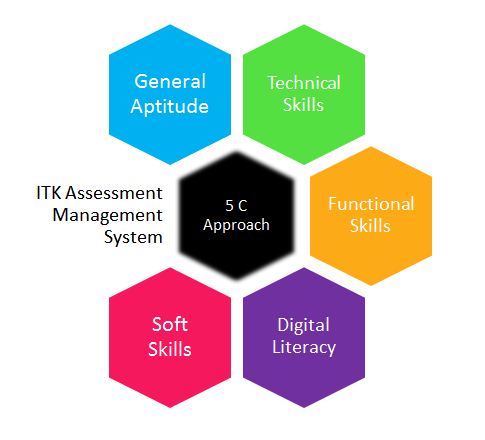 General
Aptitude
Technical
Skills
ITK Assessment
Management
System
5 C
Approach
Functional
Skills
Soft
Skills
Digital
Literacy